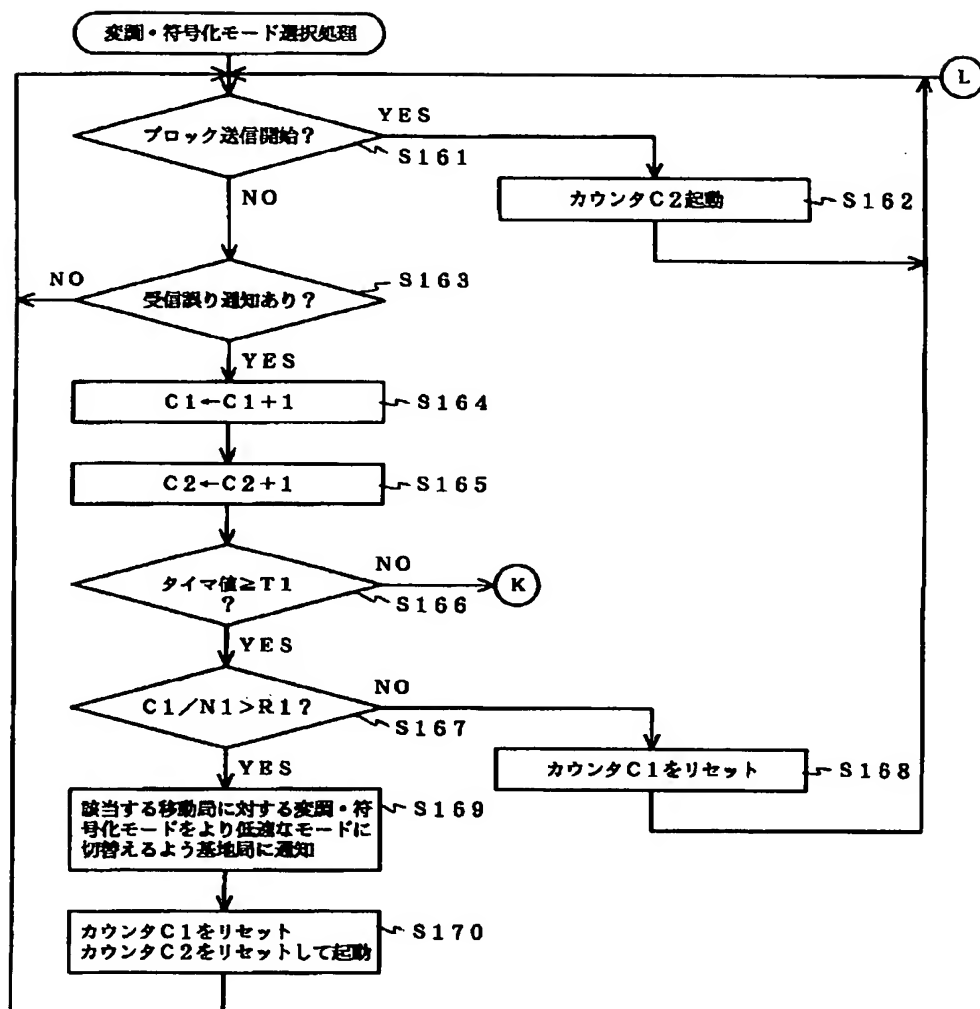 変調・符号化モード選択処理
L
YES
ブロック送信開始?
S161
NO
カウンタC2起動
S162
NO
S163
受信誤り通知あり?
YES
C1←C1+1
S164
C2←C2+1
S165
NO
タイマ値≧T1
?
K
S166
YES
NO
C1/N1>R1?
S167
YES
カウンタC1をリセット
S168
該当する移動局に対する変調・符
号化モードをより低速なモードに
切替えるよう基地局に通知
S169
カウンタC1をリセット
カウンタC2をリセットして起動
S170